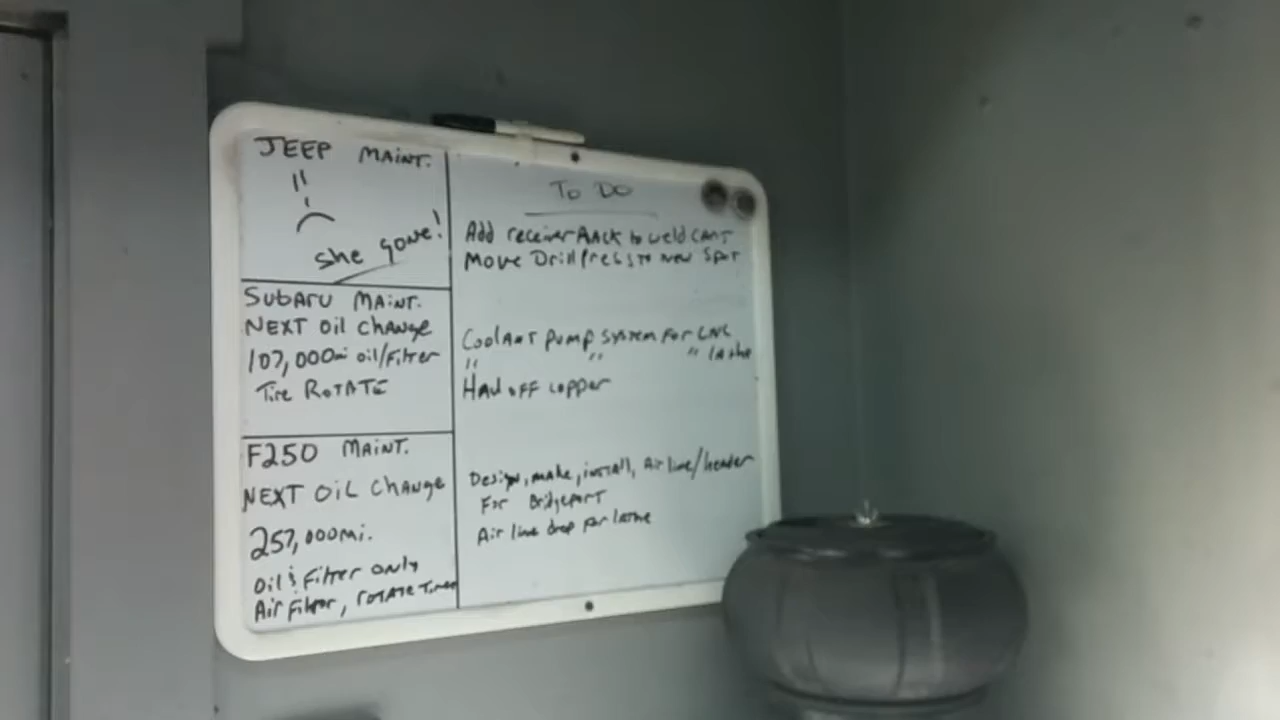 JEEP MAINT.
She gone!
Subaru MAINT.
NEXT Oil Change
107,000mi oil/Filter
Tire ROTATE
F250 MAINT.
NEXT OIL Change
257,000mi.
Oil & Filter only
Air Filter, ROTATE Tires
To Do
Add receiver RACK to weld CART
Move Drill Press to New Spot
Coolant pump system for CNC
" " " lathe
Haul off copper
Design, make, install, Air line/header
For Bridgeport
Air line drop for lathe